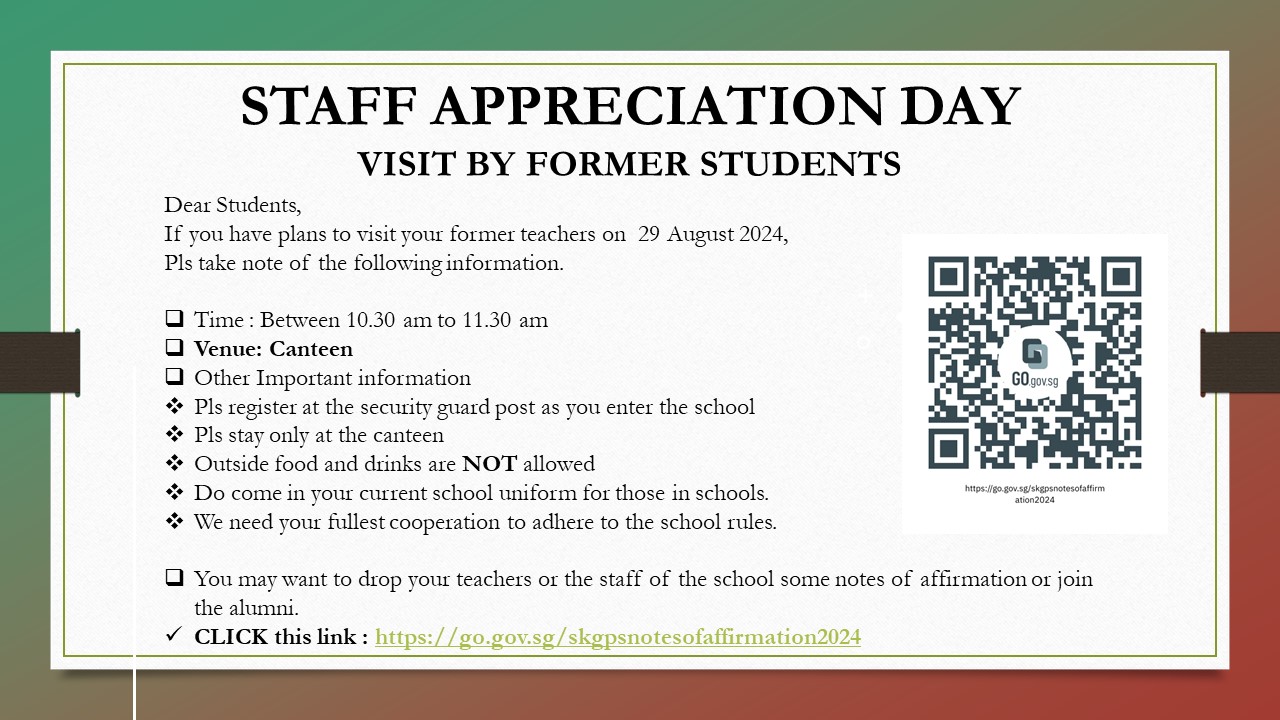 STAFF APPRECIATION DAY
VISIT BY FORMER STUDENTS
Dear Students,
If you have plans to visit your former teachers on 29 August 2024,
Pls take note of the following information.
Time : Between 10.30 am to 11.30 am
Venue: Canteen
Other Important information
Pls register at the security guard post as you enter the school
Pls stay only at the canteen
Outside food and drinks are NOT allowed
Do come in your current school uniform for those in schools.
We need your fullest cooperation to adhere to the school rules.
You may want to drop your teachers or the staff of the school some notes of affirmation or join
the alumni.
CLICK this link : https://go.gov.sg/skgpsnotesofaffirmation2024
GO.gov.sg
https://go.gov.sg/skgpsnotesofaffirm
ation2024